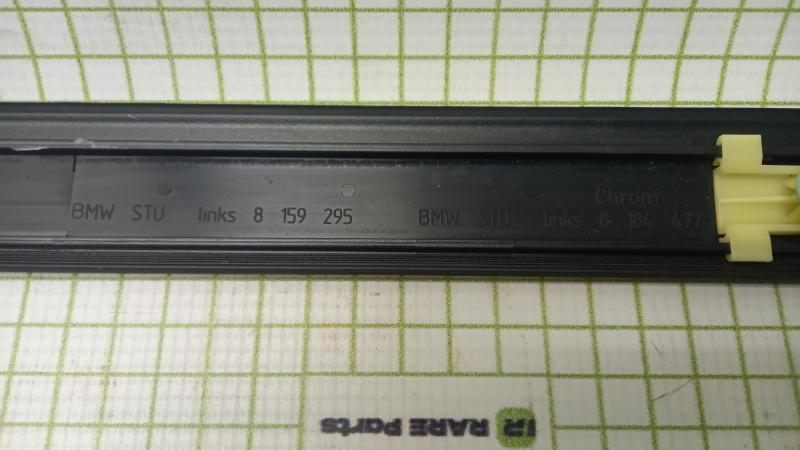 Chrom
BMW STU links 8 159 295 BMW STU links 8 184 477
RARE Parts